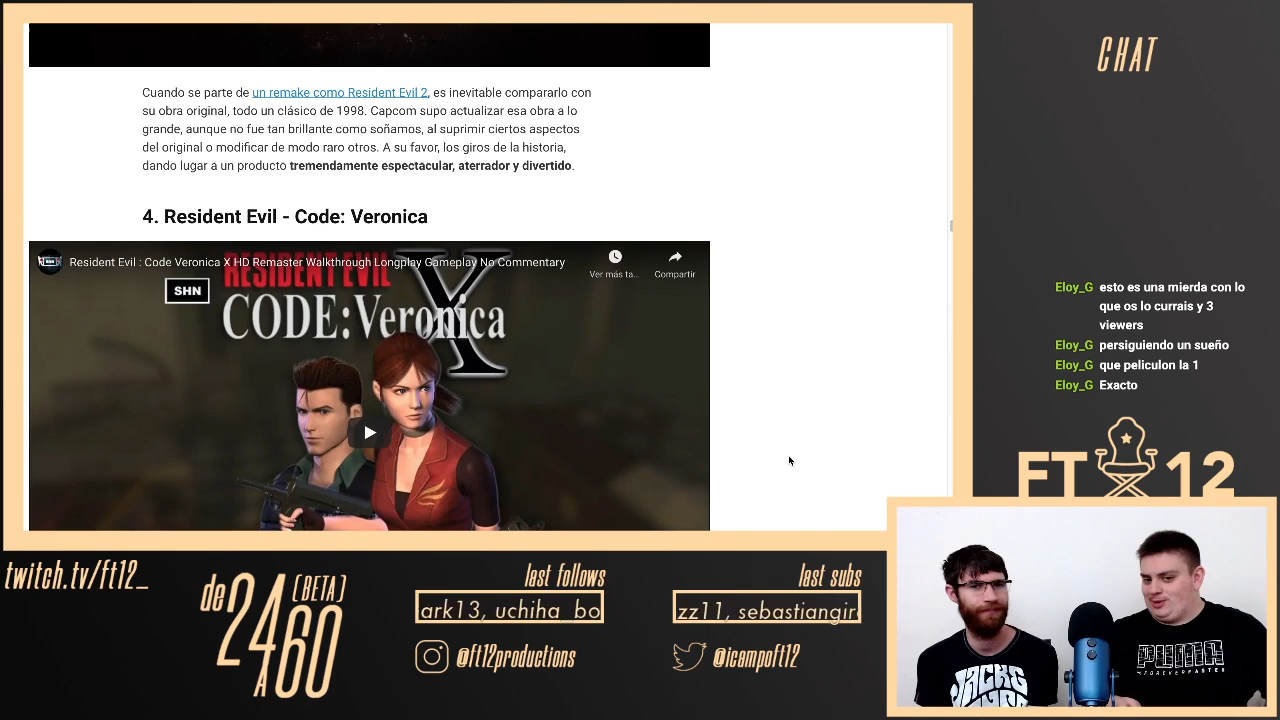 Cuando se parte de un remake como Resident Evil 2, es inevitable compararlo con
su obra original, todo un clásico de 1998. Capcom supo actualizar esa obra a lo
grande, aunque no fue tan brillante como soñamos, al suprimir ciertos aspectos
del original o modificar de modo raro otros. A su favor, los giros de la historia,
dando lugar a un producto tremendamente espectacular, aterrador y divertido.
4. Resident Evil - Code: Veronica
Resident Evil : Code Veronica X HD Remaster Walkthrough Longplay Gameplay No Commentary
Ver más ta...
Compartir
SHN
RESIDENT EVIL
CODE:Veronica
X
CHAT
Eloy_G esto es una mierda con lo
que os lo currais y 3
viewers
Eloy_G persiguiendo un sueño
Eloy_G que peliculon la 1
Eloy_G Exacto
FT 12
twitch.tv/ft12_
de 24 A 60 (BETA)
last follows
ark13, uchiha_bo
@ft12productions
last subs
zz11, sebastiangir
@icampoft12
JACK&
PUMA
FOREVER FASTER